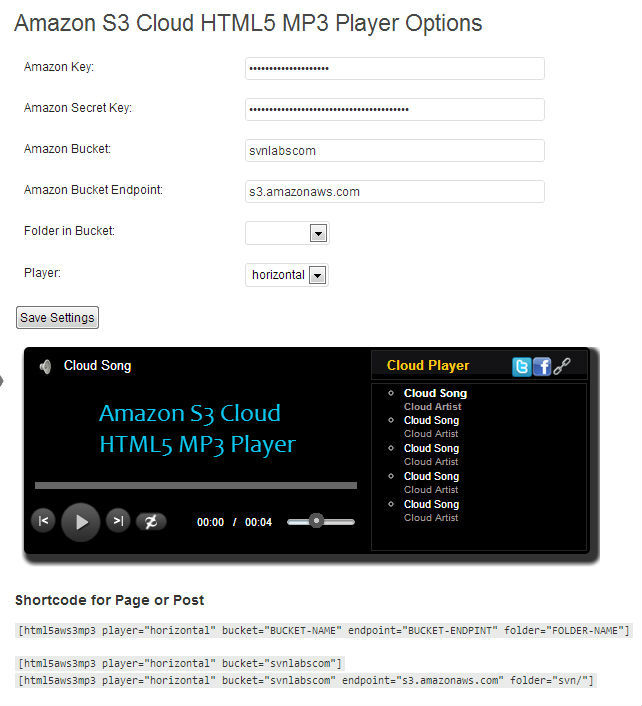 Amazon S3 Cloud HTML5 MP3 Player Options
Amazon Key: ••••••••••••••••••••
Amazon Secret Key: ••••••••••••••••••••••••••••••••••••••••
Amazon Bucket: svnlabscom
Amazon Bucket Endpoint: s3.amazonaws.com
Folder in Bucket:
Player: horizontal
Save Settings
Cloud Song
Amazon S3 Cloud
HTML5 MP3 Player
00:00 / 00:04
Cloud Player
Cloud Song
Cloud Artist
Cloud Song
Cloud Artist
Cloud Song
Cloud Artist
Cloud Song
Cloud Artist
Cloud Song
Cloud Artist
Shortcode for Page or Post
[html5aws3mp3 player="horizontal" bucket="BUCKET-NAME" endpoint="BUCKET-ENDPINT" folder="FOLDER-NAME"]
[html5aws3mp3 player="horizontal" bucket="svnlabscom"]
[html5aws3mp3 player="horizontal" bucket="svnlabscom" endpoint="s3.amazonaws.com" folder="svn/"]